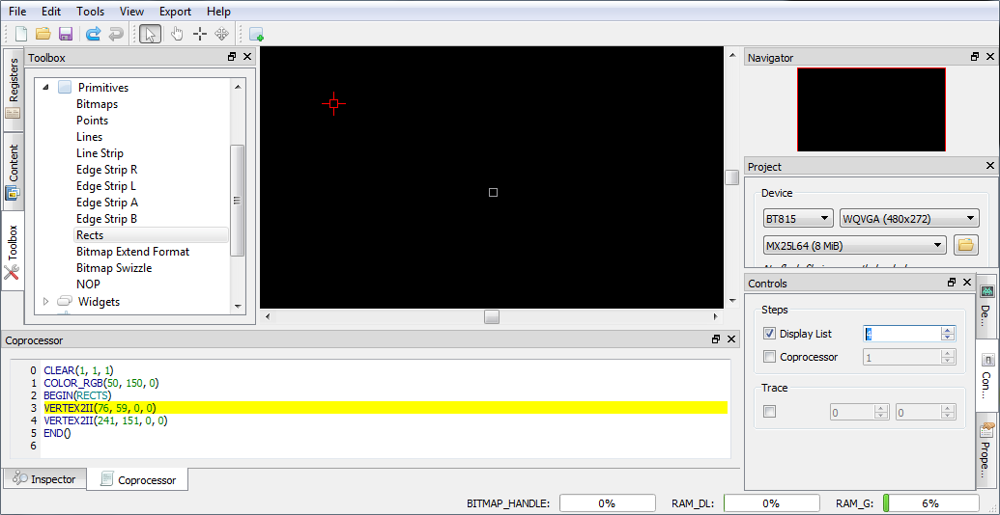 File Edit Tools View Export Help
Registers
Content
Toolbox
Toolbox
Primitives
Bitmaps
Points
Lines
Line Strip
Edge Strip R
Edge Strip L
Edge Strip A
Edge Strip B
Rects
Bitmap Extend Format
Bitmap Swizzle
NOP
Widgets
Navigator
Project
Device
BT815 WQVGA (480x272)
MX25L64 (8 MiB)
Controls
Steps
Display List 4
Coprocessor 1
Trace
0 0
De...
Con...
Prope...
Coprocessor
0 CLEAR(1, 1, 1)
1 COLOR_RGB(50, 150, 0)
2 BEGIN(RECTS)
3 VERTEX2II(76, 59, 0, 0)
4 VERTEX2II(241, 151, 0, 0)
5 END()
6
Inspector Coprocessor
BITMAP_HANDLE: 0% RAM_DL: 0% RAM_G: 6%